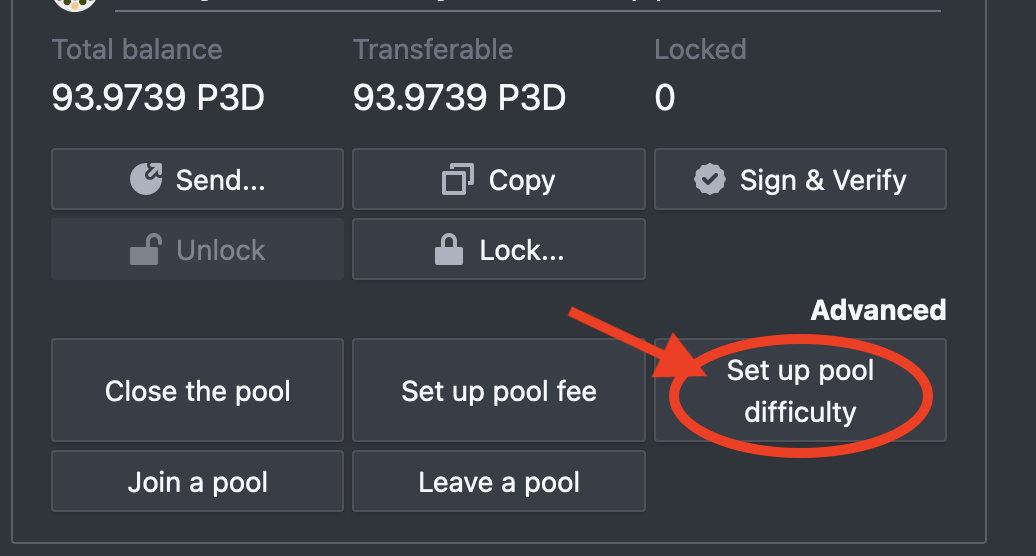 Total balance Transferable Locked
93.9739 P3D 93.9739 P3D 0
Send... Copy Sign & Verify
Unlock Lock...
Advanced
Close the pool Set up pool fee Set up pool
difficulty
Join a pool Leave a pool